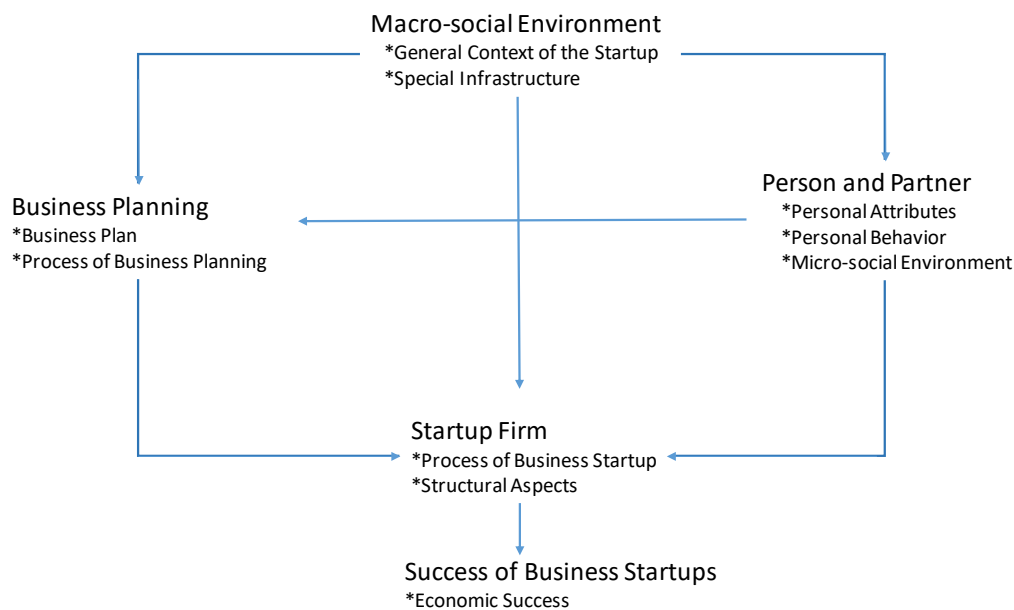 Macro-social Environment
*General Context of the Startup
*Special Infrastructure
Business Planning
*Business Plan
*Process of Business Planning
Person and Partner
*Personal Attributes
*Personal Behavior
*Micro-social Environment
Startup Firm
*Process of Business Startup
*Structural Aspects
Success of Business Startups
*Economic Success